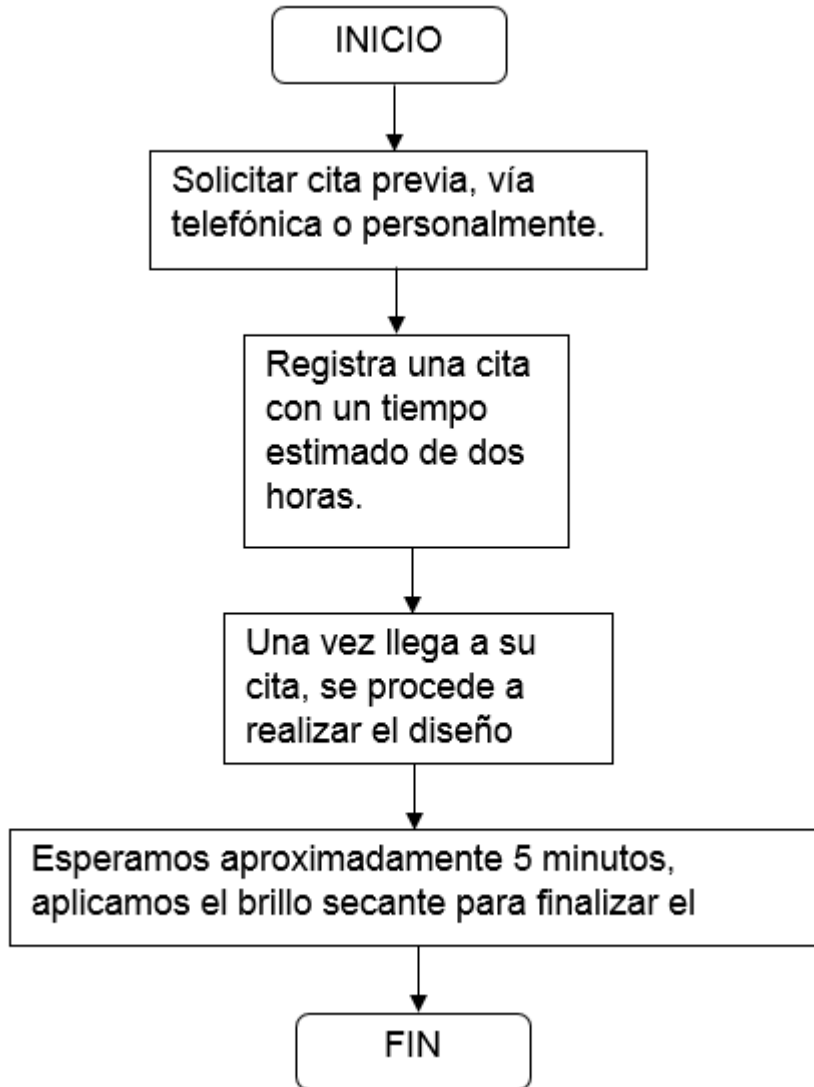 INICIO
Solicitar cita previa, vía
telefónica o personalmente.
Registra una cita
con un tiempo
estimado de dos
horas.
Una vez llega a su
cita, se procede a
realizar el diseño
Esperamos aproximadamente 5 minutos,
aplicamos el brillo secante para finalizar el
FIN